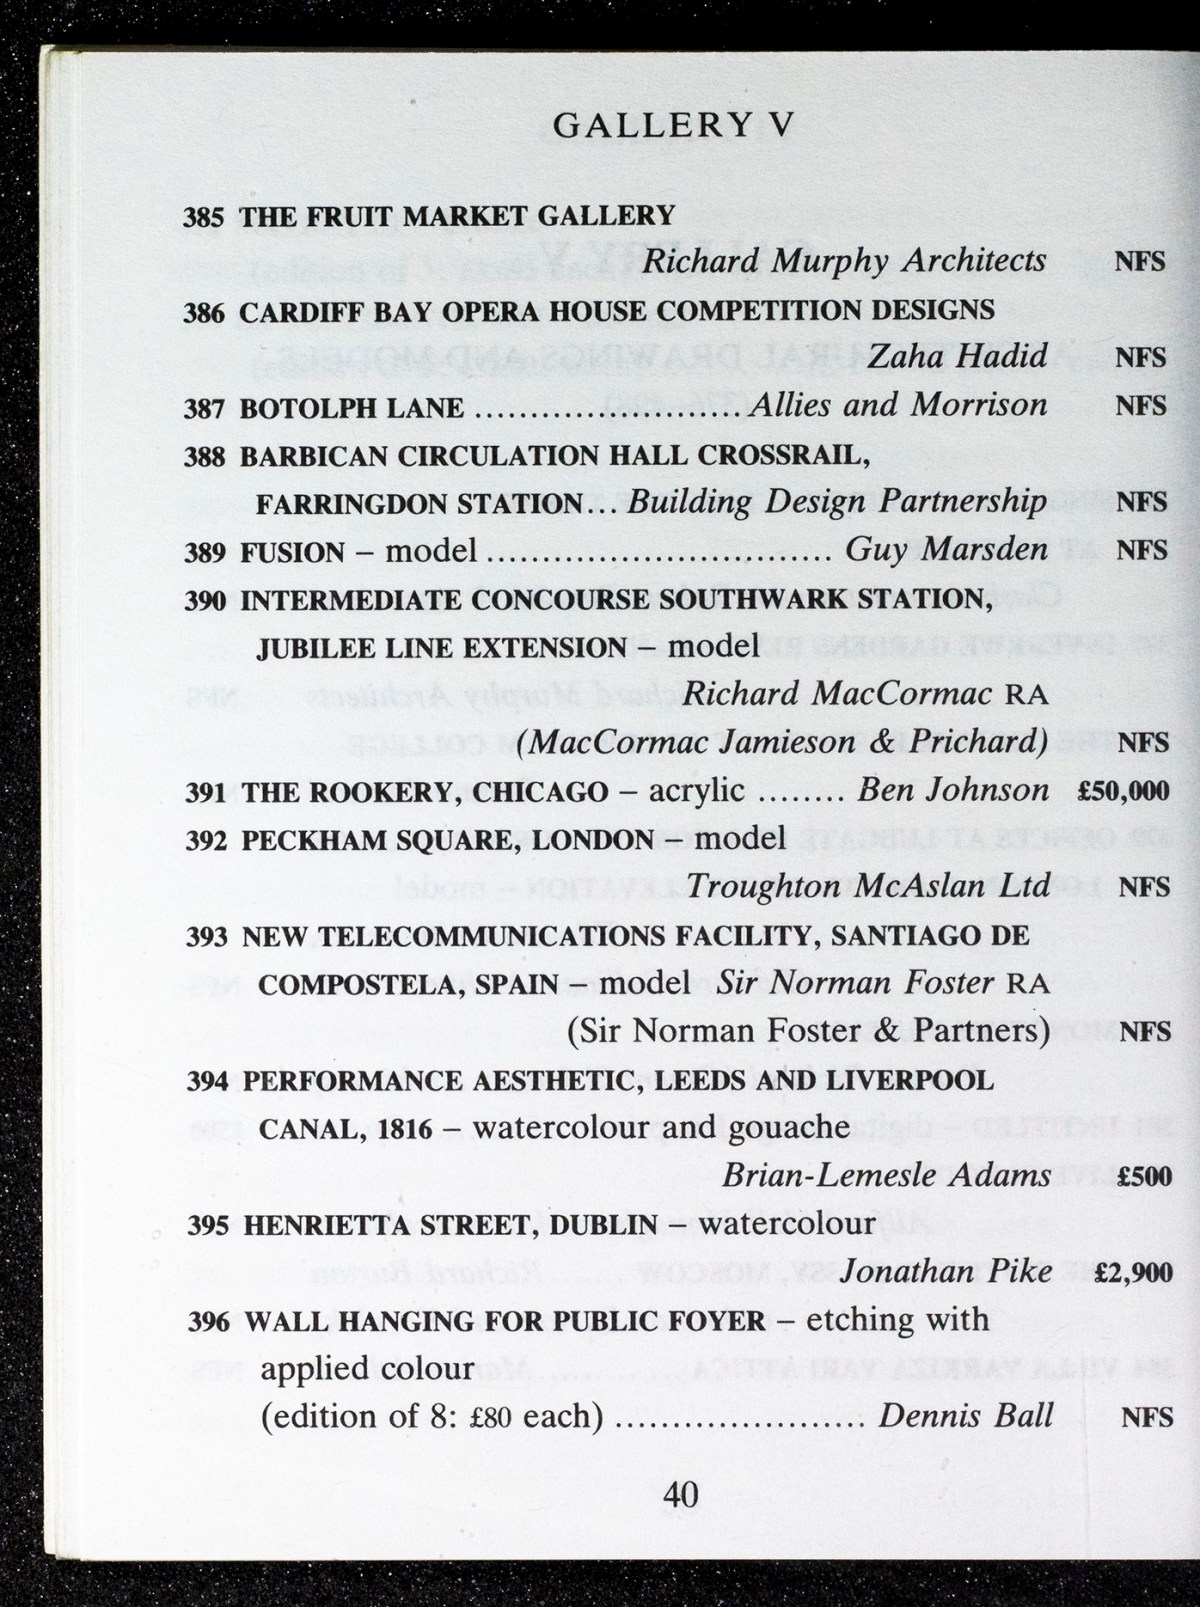 GALLERY V
385 THE FRUIT MARKET GALLERY
Richard Murphy Architects NFS
386 CARDIFF BAY OPERA HOUSE COMPETITION DESIGNS
Zaha Hadid NFS
387 BOTOLPH LANE ........................ Allies and Morrison NFS
388 BARBICAN CIRCULATION HALL CROSSRAIL,
FARRINGDON STATION... Building Design Partnership NFS
389 FUSION – model .............................. Guy Marsden NFS
390 INTERMEDIATE CONCOURSE SOUTHWARK STATION,
JUBILEE LINE EXTENSION – model
Richard MacCormac RA
(MacCormac Jamieson & Prichard) NFS
391 THE ROOKERY, CHICAGO – acrylic ........ Ben Johnson £50,000
392 PECKHAM SQUARE, LONDON – model
Troughton McAslan Ltd NFS
393 NEW TELECOMMUNICATIONS FACILITY, SANTIAGO DE
COMPOSTELA, SPAIN – model Sir Norman Foster RA
(Sir Norman Foster & Partners) NFS
394 PERFORMANCE AESTHETIC, LEEDS AND LIVERPOOL
CANAL, 1816 – watercolour and gouache
Brian-Lemesle Adams £500
395 HENRIETTA STREET, DUBLIN – watercolour
Jonathan Pike £2,900
396 WALL HANGING FOR PUBLIC FOYER – etching with
applied colour
(edition of 8: £80 each) ...................... Dennis Ball NFS
40